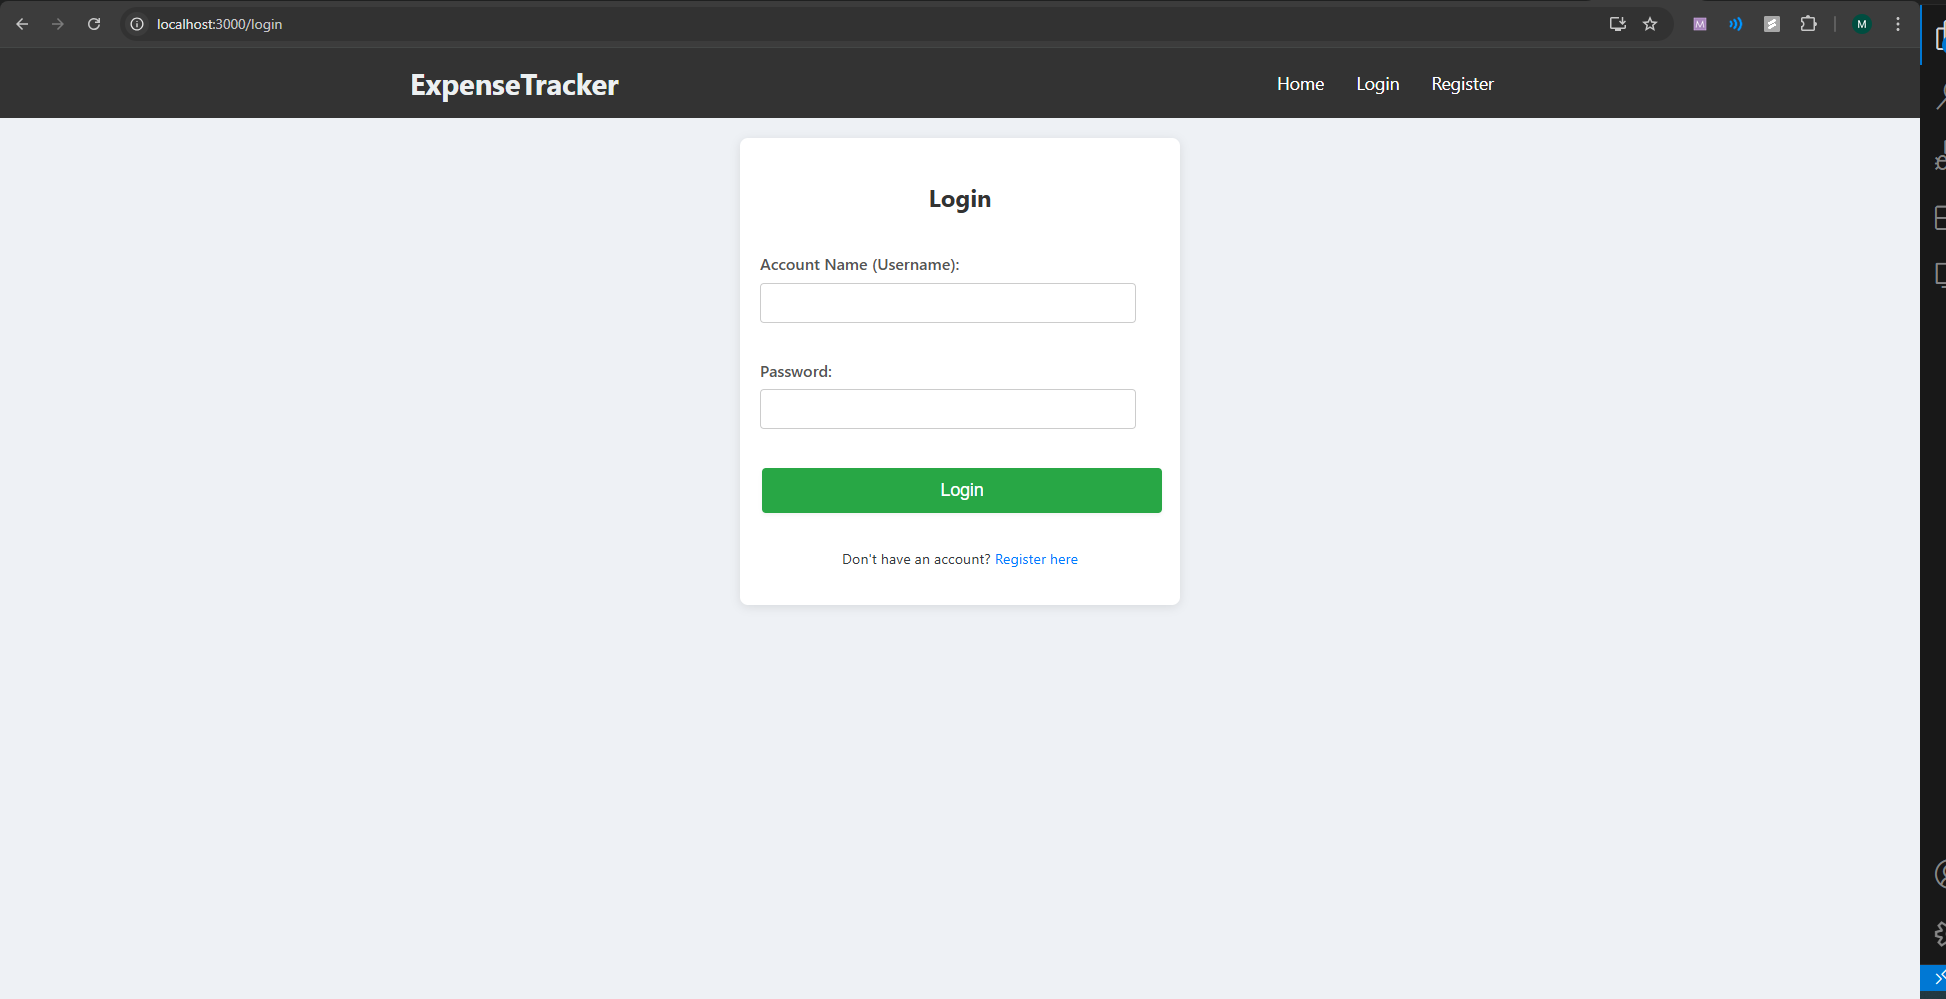 localhost:3000/login
M
M
ExpenseTracker
Home Login Register
Login
Account Name (Username):
Password:
Login
Don't have an account? Register here